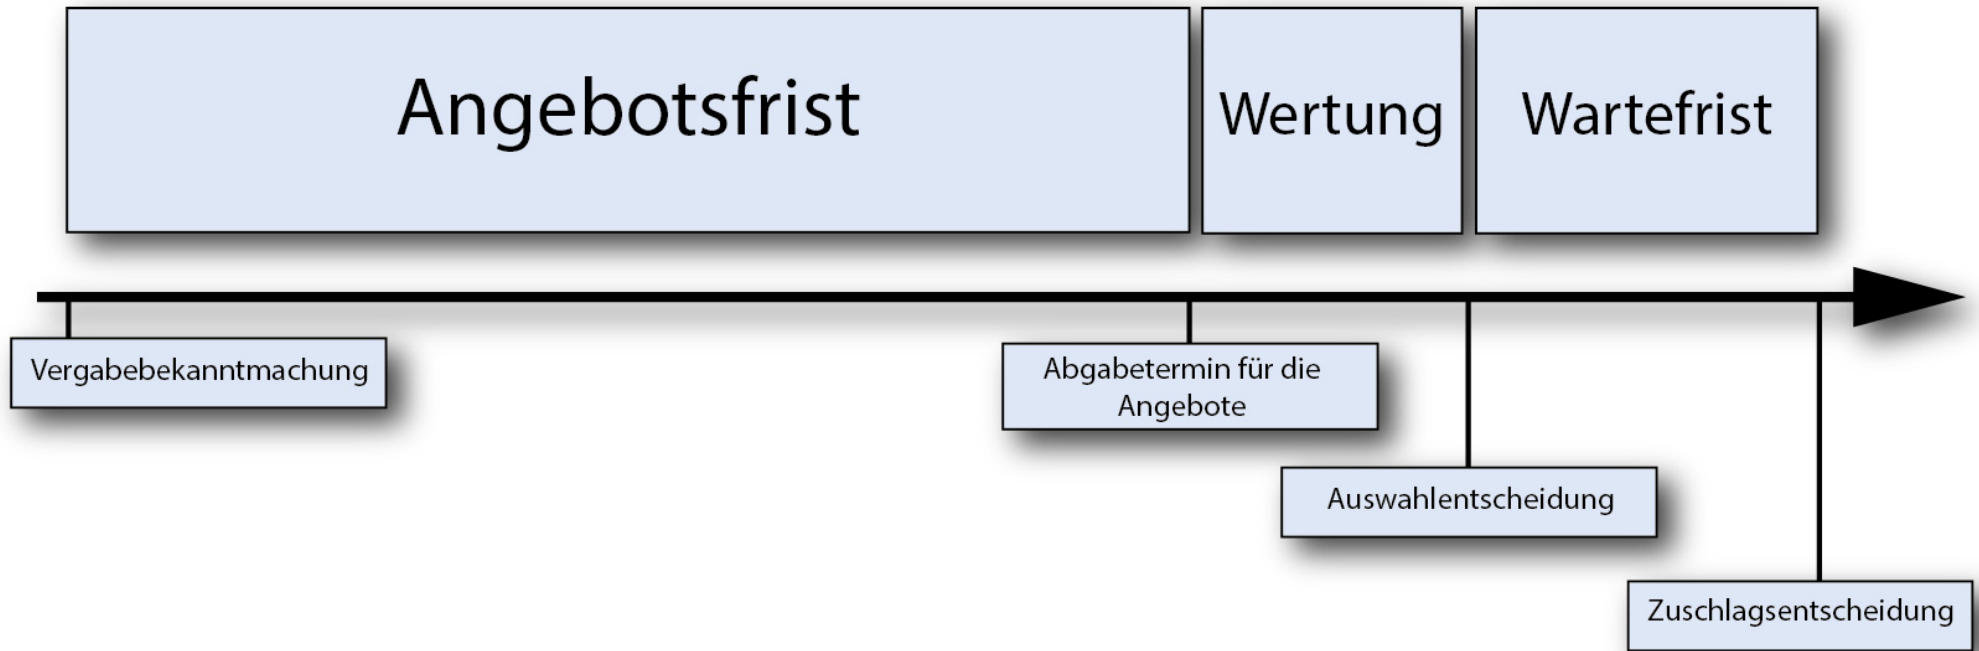 Angebotsfrist
Wertung
Wartefrist
Vergabebekanntmachung
Abgabetermin für die
Angebote
Auswahlentscheidung
Zuschlagsentscheidung